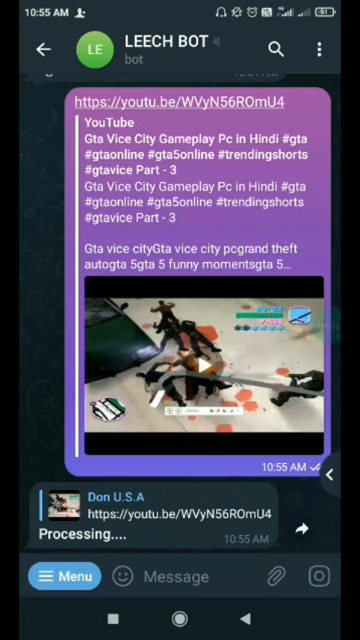 10:55 AM
51
LE
LEECH BOT
bot
https://youtu.be/WVyN56ROmU4
YouTube
Gta Vice City Gameplay Pc in Hindi #gta
#gtaonline #gta5online #trendingshorts
#gtavice Part - 3
Gta Vice City Gameplay Pc in Hindi #gta
#gtaonline #gta5online #trendingshorts
#gtavice Part - 3
Gta vice cityGta vice city pcgrand theft
autogta 5gta 5 funny momentsgta 5…
10:55 AM
Don U.S.A
https://youtu.be/WVyN56ROmU4
Processing....
10:55 AM
Menu
Message